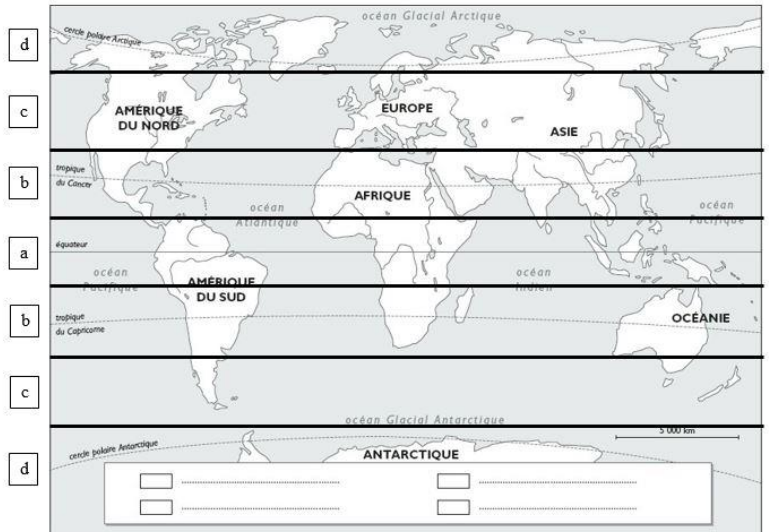 océan Glacial Arctique
cercle polaire Arctique
d
c
AMÉRIQUE
DU NORD
EUROPE
ASIE
b
tropique
du Cancer
AFRIQUE
océan
Atlantique
océan
Pacifique
a
équateur
océan
Pacifique
AMÉRIQUE
DU SUD
océan
Indien
b
tropique
du Capricorne
OCÉANIE
c
océan Glacial Antarctique
5 000 km
cercle polaire Antarctique
ANTARCTIQUE
d